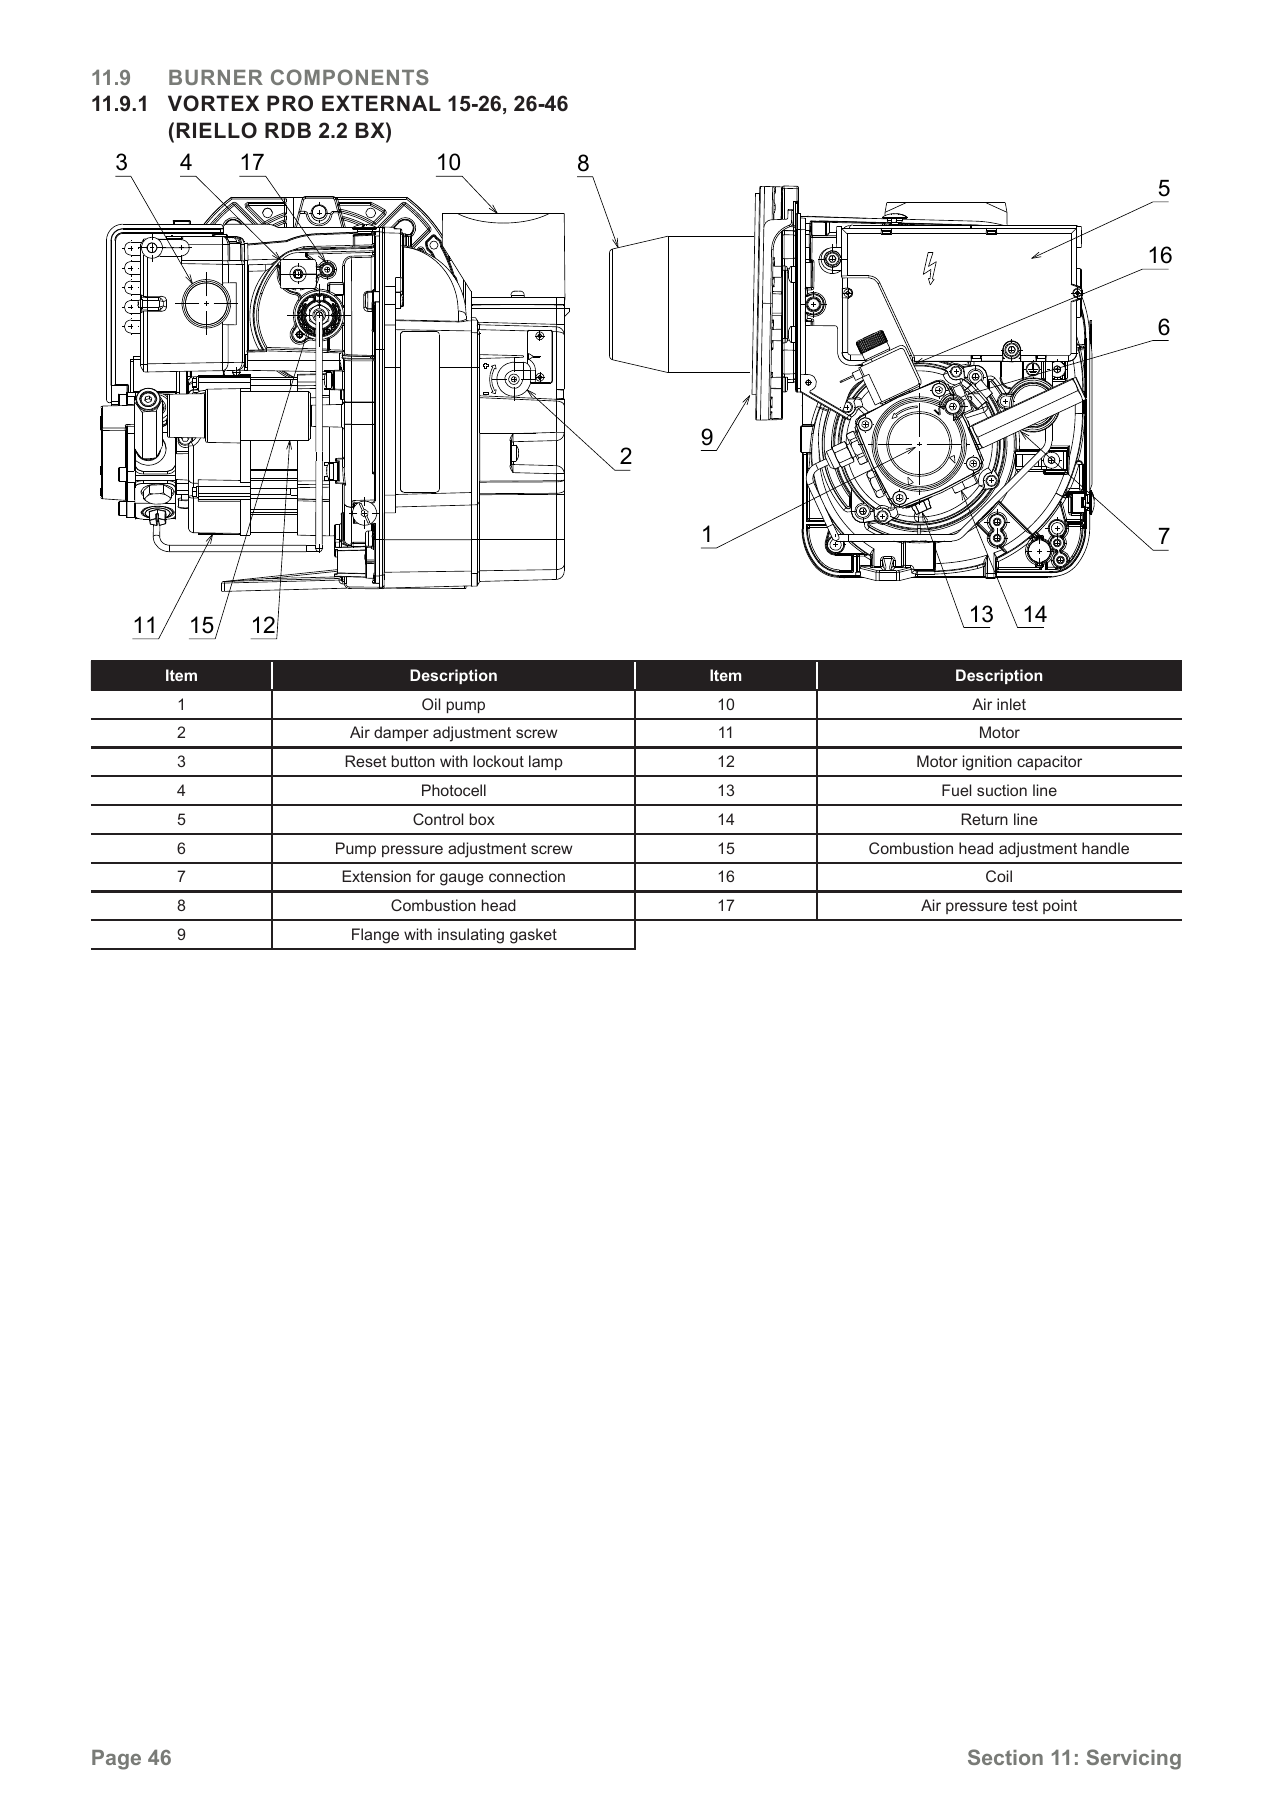 11.9 BURNER COMPONENTS
11.9.1 VORTEX PRO EXTERNAL 15-26, 26-46
(RIELLO RDB 2.2 BX)
3 4 17 10 8
5
16
6
9
2
1
7
13 14
11 15 12
Item Description Item Description
1 Oil pump 10 Air inlet
2 Air damper adjustment screw 11 Motor
3 Reset button with lockout lamp 12 Motor ignition capacitor
4 Photocell 13 Fuel suction line
5 Control box 14 Return line
6 Pump pressure adjustment screw 15 Combustion head adjustment handle
7 Extension for gauge connection 16 Coil
8 Combustion head 17 Air pressure test point
9 Flange with insulating gasket
Page 46 Section 11: Servicing